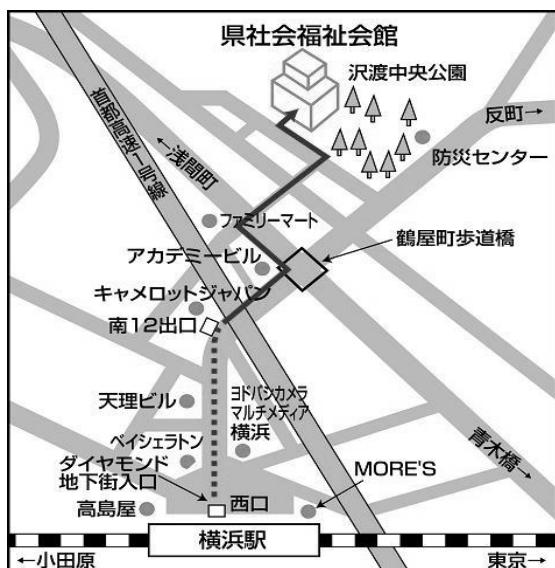 県社会福祉会館
沢渡中央公園
反町→
防災センター
首都高速1号線
←浅間町
ファミリーマート
アカデミービル
鶴屋町歩道橋
キャメロットジャパン
南12出口
天理ビル
ヨドバシカメラ
マルチメディア
横浜
ベイシェラトン
ダイヤモンド
地下街入口
青木橋→
MORE'S
高島屋
西口
横浜駅
←小田原
東京→